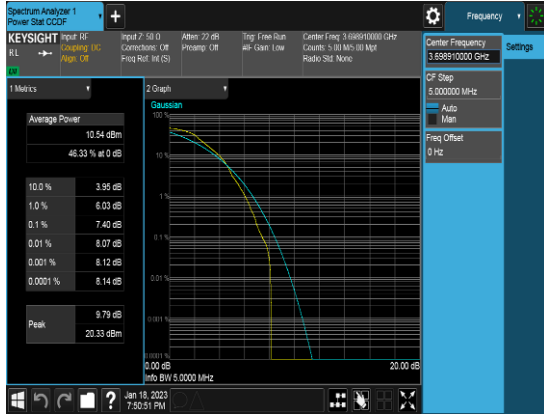 Spectrum Analyzer 1
Power Stat CCDF
Frequency
KEYSIGHT
RL
Input: RF
Coupling: DC
Align: Off
Input Z: 50 Ω
Corrections: Off
Freq Ref: Int (S)
Atten: 22 dB
Preamp: Off
Trig: Free Run
#IF Gain: Low
Center Freq: 3.698910000 GHz
Counts: 5.00 M/5.00 Mpt
Radio Std: None
Center Frequency
3.698910000 GHz
Settings
CF Step
5.000000 MHz
Auto
Man
Freq Offset
0 Hz
1 Metrics
Average Power
10.54 dBm
46.33 % at 0 dB
10.0 % 3.95 dB
1.0 % 6.03 dB
0.1 % 7.40 dB
0.01 % 8.07 dB
0.001 % 8.12 dB
0.0001 % 8.14 dB
Peak
9.79 dB
20.33 dBm
2 Graph
Gaussian
100 %
10 %
1 %
0.1 %
0.01 %
0.001 %
0.0001 %
0.00 dB
20.00 dB
Info BW 5.0000 MHz
?
Jan 18, 2023
7:50:51 PM